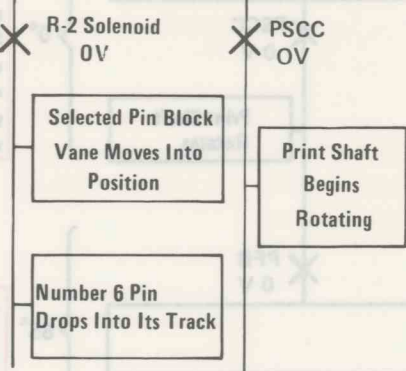 R-2 Solenoid
0V
PSCC
0V
Selected Pin Block
Vane Moves Into
Position
Print Shaft
Begins
Rotating
Number 6 Pin
Drops Into Its Track